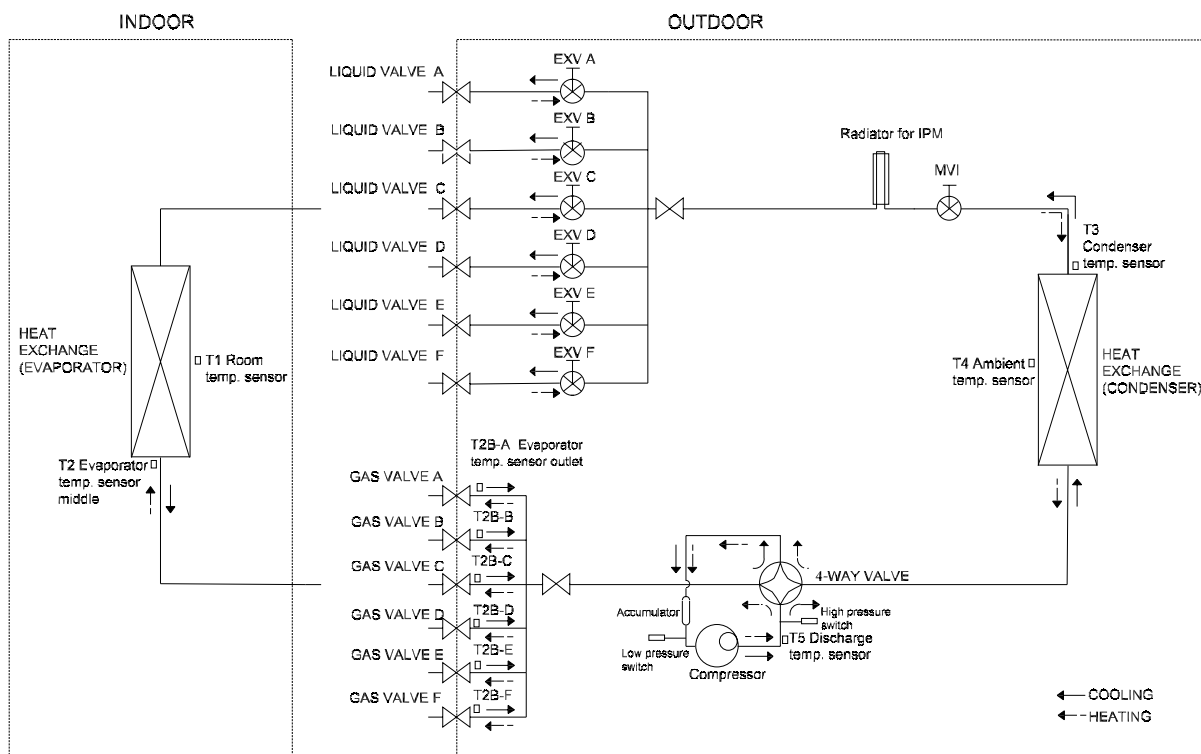 INDOOR
OUTDOOR
LIQUID VALVE A
EXV A
LIQUID VALVE B
EXV B
LIQUID VALVE C
EXV C
LIQUID VALVE D
EXV D
LIQUID VALVE E
EXV E
LIQUID VALVE F
EXV F
Radiator for IPM
MVI
T3
Condenser
temp. sensor
HEAT
EXCHANGE
(EVAPORATOR)
T1 Room
temp. sensor
T4 Ambient
temp. sensor
HEAT
EXCHANGE
(CONDENSER)
T2 Evaporator
temp. sensor
middle
T2B-A Evaporator
temp. sensor outlet
GAS VALVE A
GAS VALVE B
T2B-B
GAS VALVE C
T2B-C
GAS VALVE D
T2B-D
GAS VALVE E
T2B-E
GAS VALVE F
T2B-F
4-WAY VALVE
Accumulator
High pressure
switch
Low pressure
switch
T5 Discharge
temp. sensor
Compressor
COOLING
HEATING